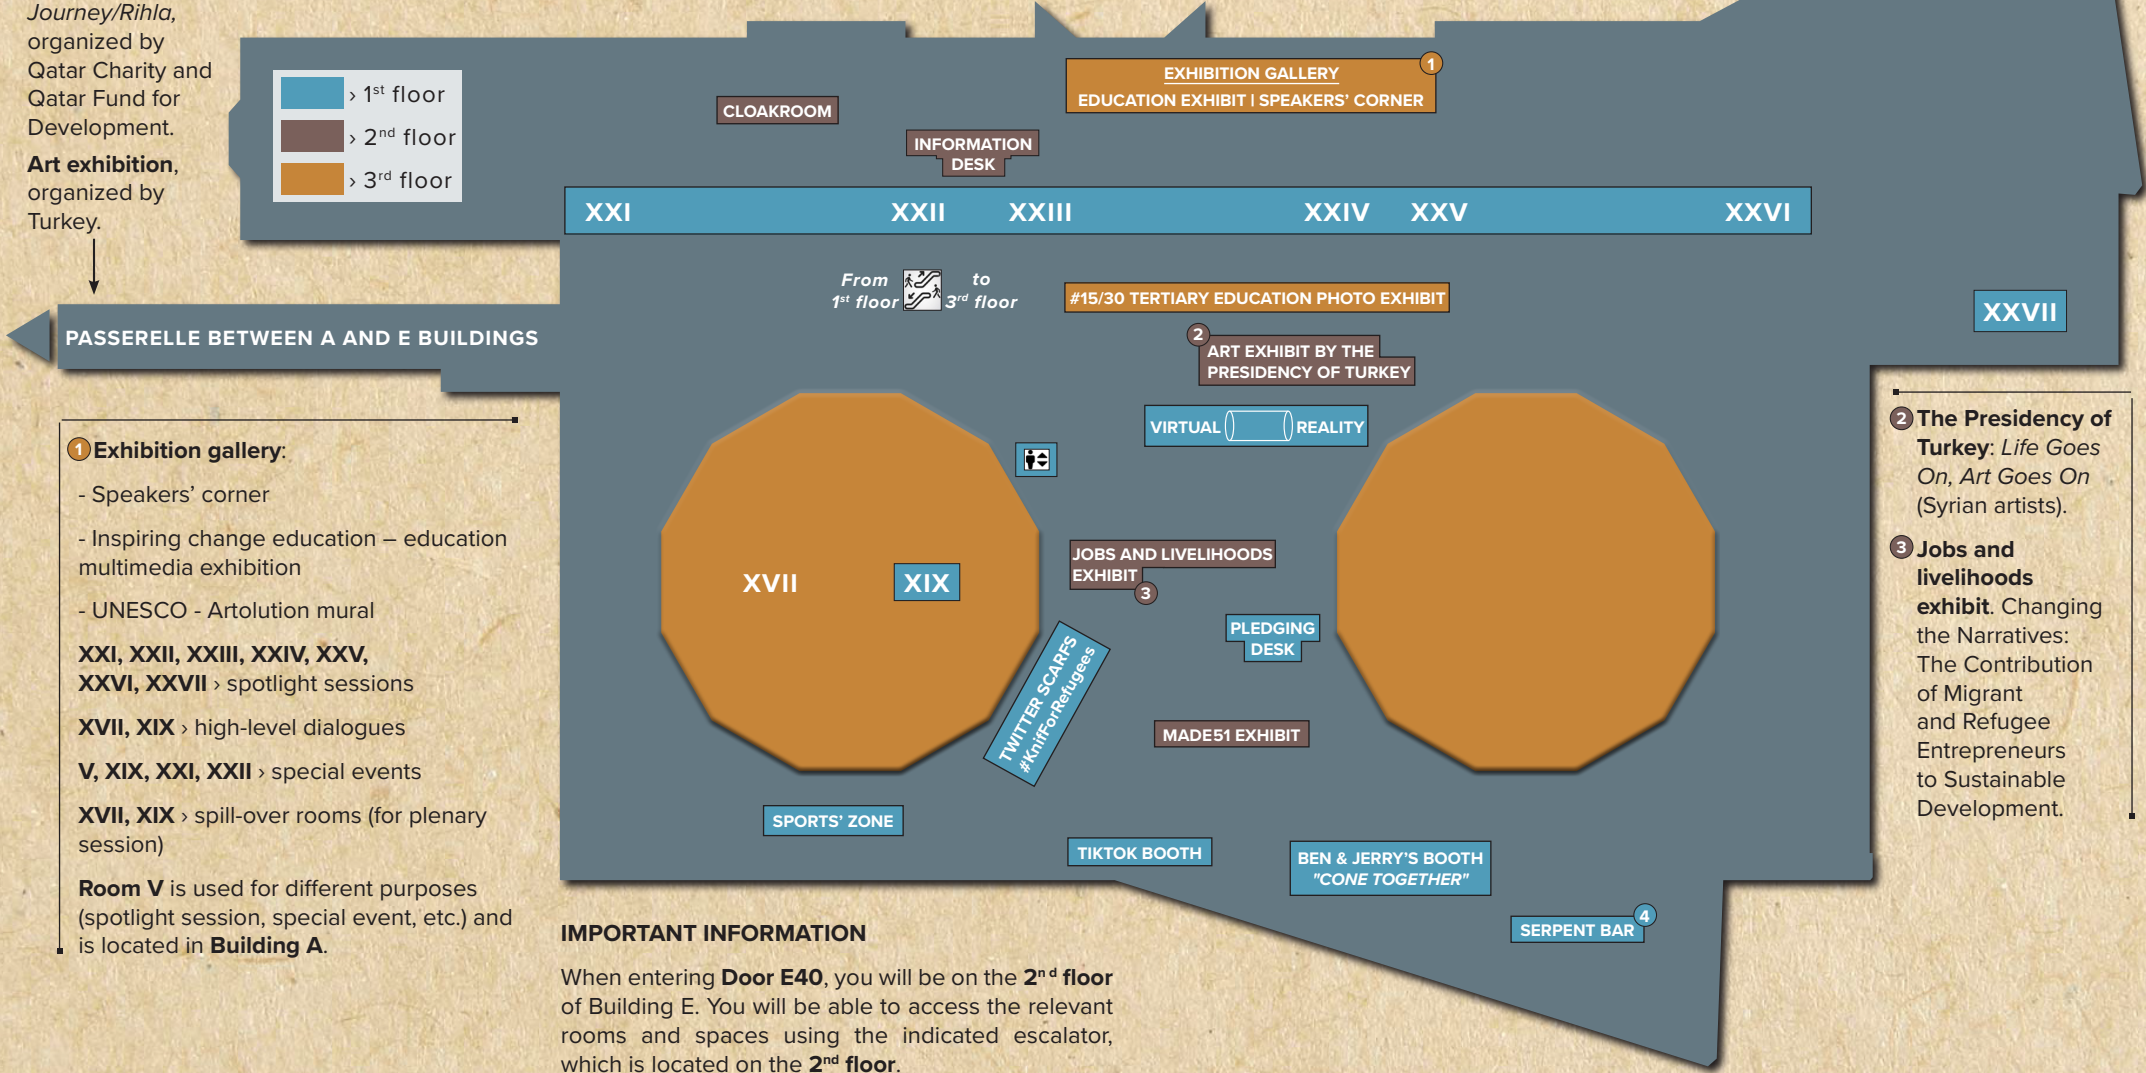 Journey/Rihla,
organized by
Qatar Charity and
Qatar Fund for
Development.
Art exhibition,
organized by
Turkey.
› 1st floor
› 2nd floor
› 3rd floor
CLOAKROOM
INFORMATION
DESK
EXHIBITION GALLERY
EDUCATION EXHIBIT | SPEAKERS' CORNER
1
XXI XXII XXIII XXIV XXV XXVI
From
1st floor
to
3rd floor
#15/30 TERTIARY EDUCATION PHOTO EXHIBIT
XXVII
PASSERELLE BETWEEN A AND E BUILDINGS
2
ART EXHIBIT BY THE
PRESIDENCY OF TURKEY
VIRTUAL REALITY
XVII XIX
JOBS AND LIVELIHOODS
EXHIBIT
3
PLEDGING
DESK
TWITTER SCARFS
#KnifForRefugees
MADE51 EXHIBIT
SPORTS' ZONE
TIKTOK BOOTH
BEN & JERRY'S BOOTH
"CONE TOGETHER"
SERPENT BAR
4
1 Exhibition gallery:
- Speakers' corner
- Inspiring change education – education
multimedia exhibition
- UNESCO - Artolution mural
XXI, XXII, XXIII, XXIV, XXV,
XXVI, XXVII › spotlight sessions
XVII, XIX › high-level dialogues
V, XIX, XXI, XXII › special events
XVII, XIX › spill-over rooms (for plenary
session)
Room V is used for different purposes
(spotlight session, special event, etc.) and
is located in Building A.
2 The Presidency of
Turkey: Life Goes
On, Art Goes On
(Syrian artists).
3 Jobs and
livelihoods
exhibit. Changing
the Narratives:
The Contribution
of Migrant
and Refugee
Entrepreneurs
to Sustainable
Development.
IMPORTANT INFORMATION
When entering Door E40, you will be on the 2nd floor
of Building E. You will be able to access the relevant
rooms and spaces using the indicated escalator,
which is located on the 2nd floor.